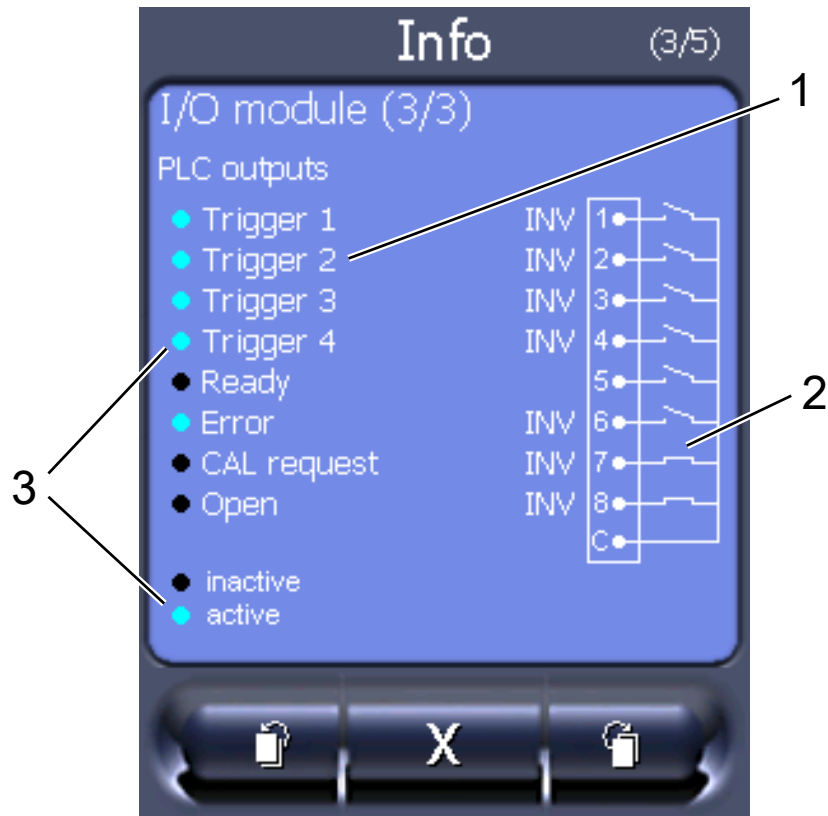 Info (3/5)
I/O module (3/3)
1
PLC outputs
Trigger 1 INV 1
Trigger 2 INV 2
Trigger 3 INV 3
Trigger 4 INV 4
Ready 5
Error INV 6
2
CAL request INV 7
3
Open INV 8
C
inactive
active
X